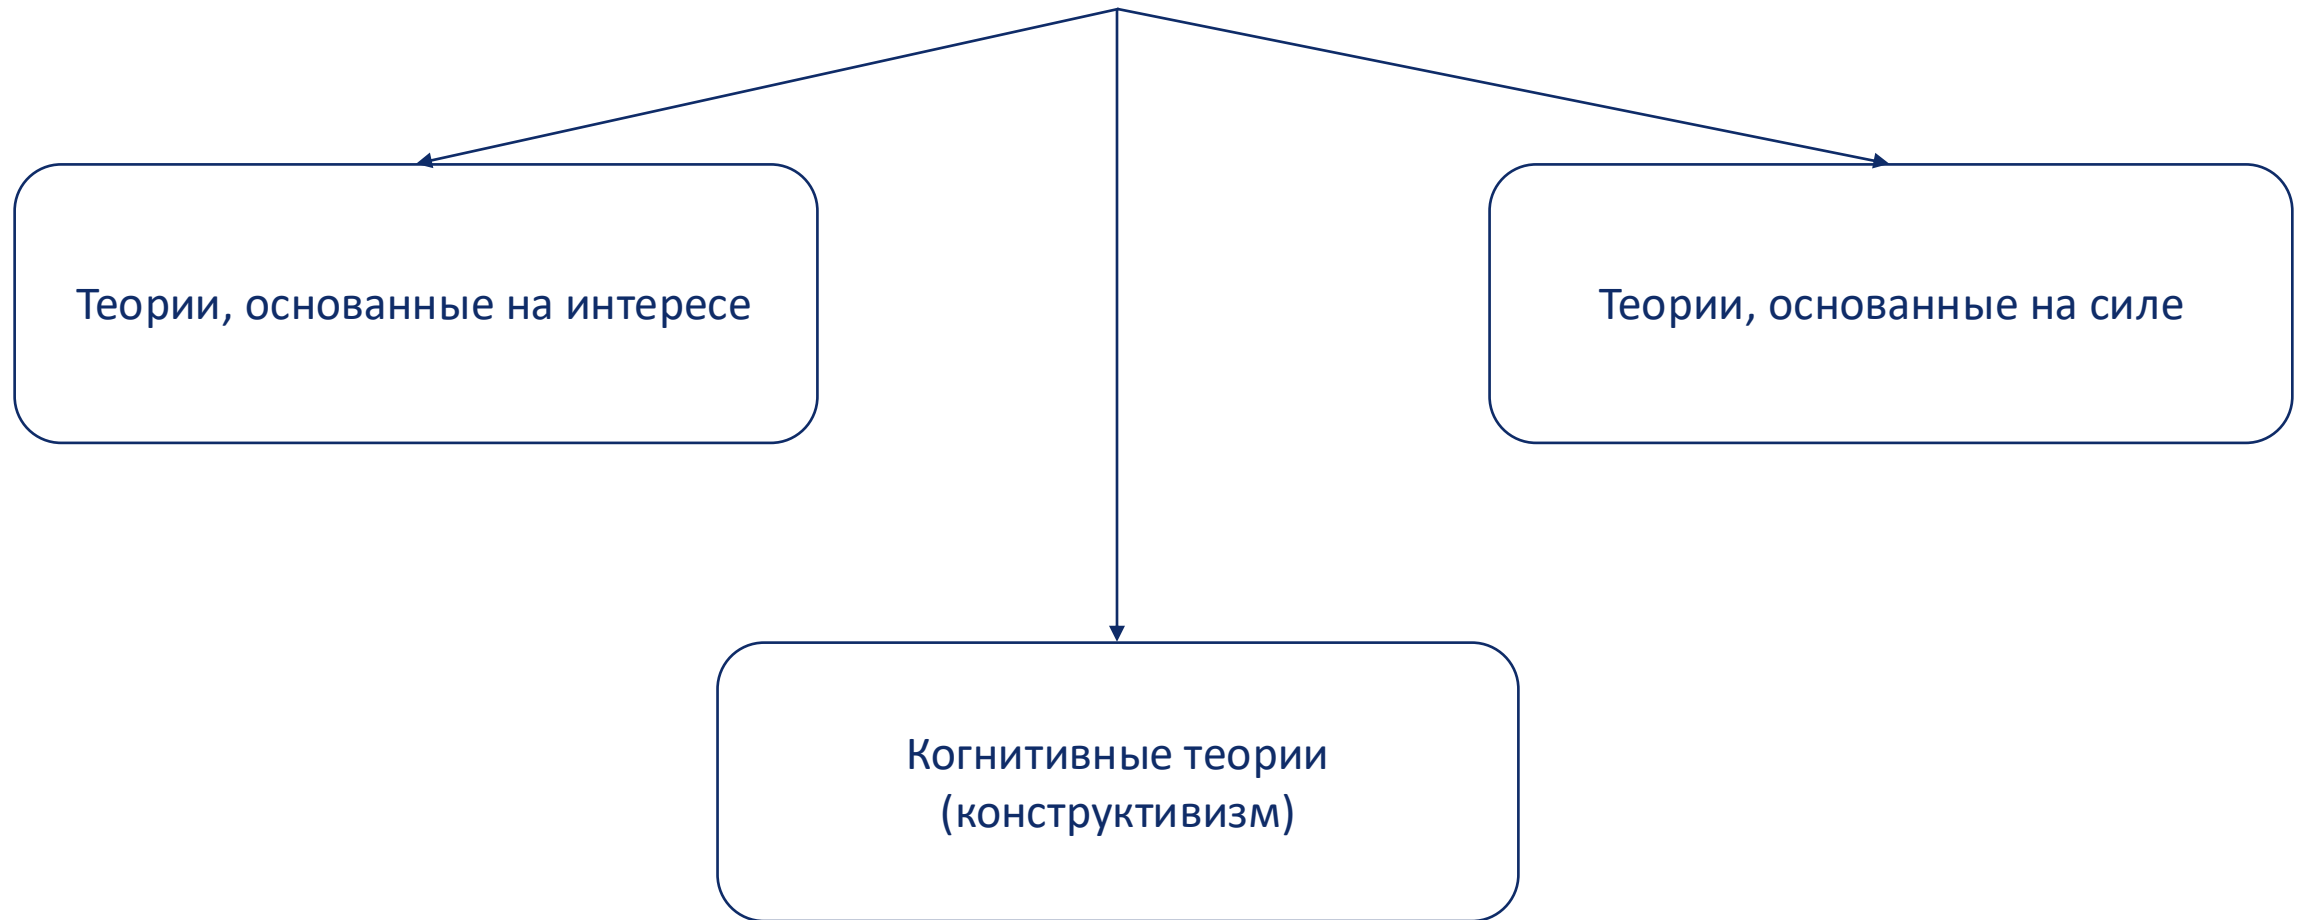 Теории, основанные на интересе
Теории, основанные на силе
Когнитивные теории
(конструктивизм)